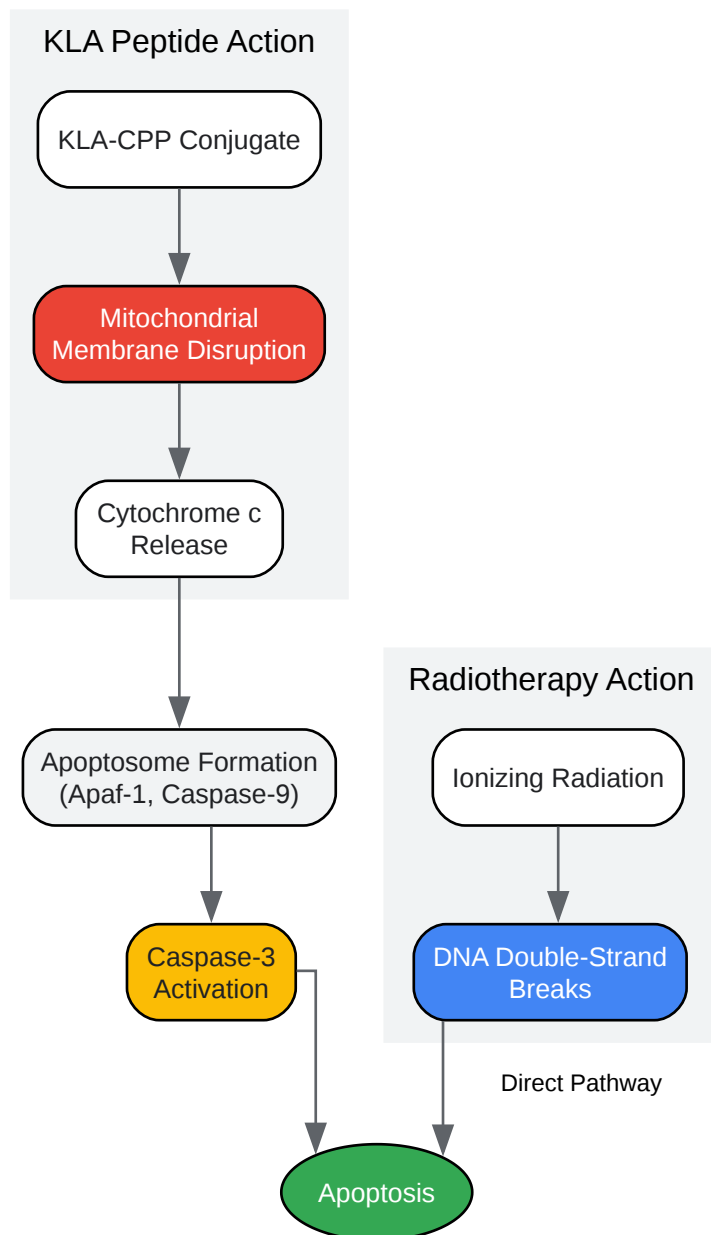 KLA Peptide Action
KLA-CPP Conjugate
Mitochondrial
Membrane Disruption
Cytochrome c
Release
Apoptosome Formation
(Apaf-1, Caspase-9)
Caspase-3
Activation
Radiotherapy Action
Ionizing Radiation
DNA Double-Strand
Breaks
Direct Pathway
Apoptosis